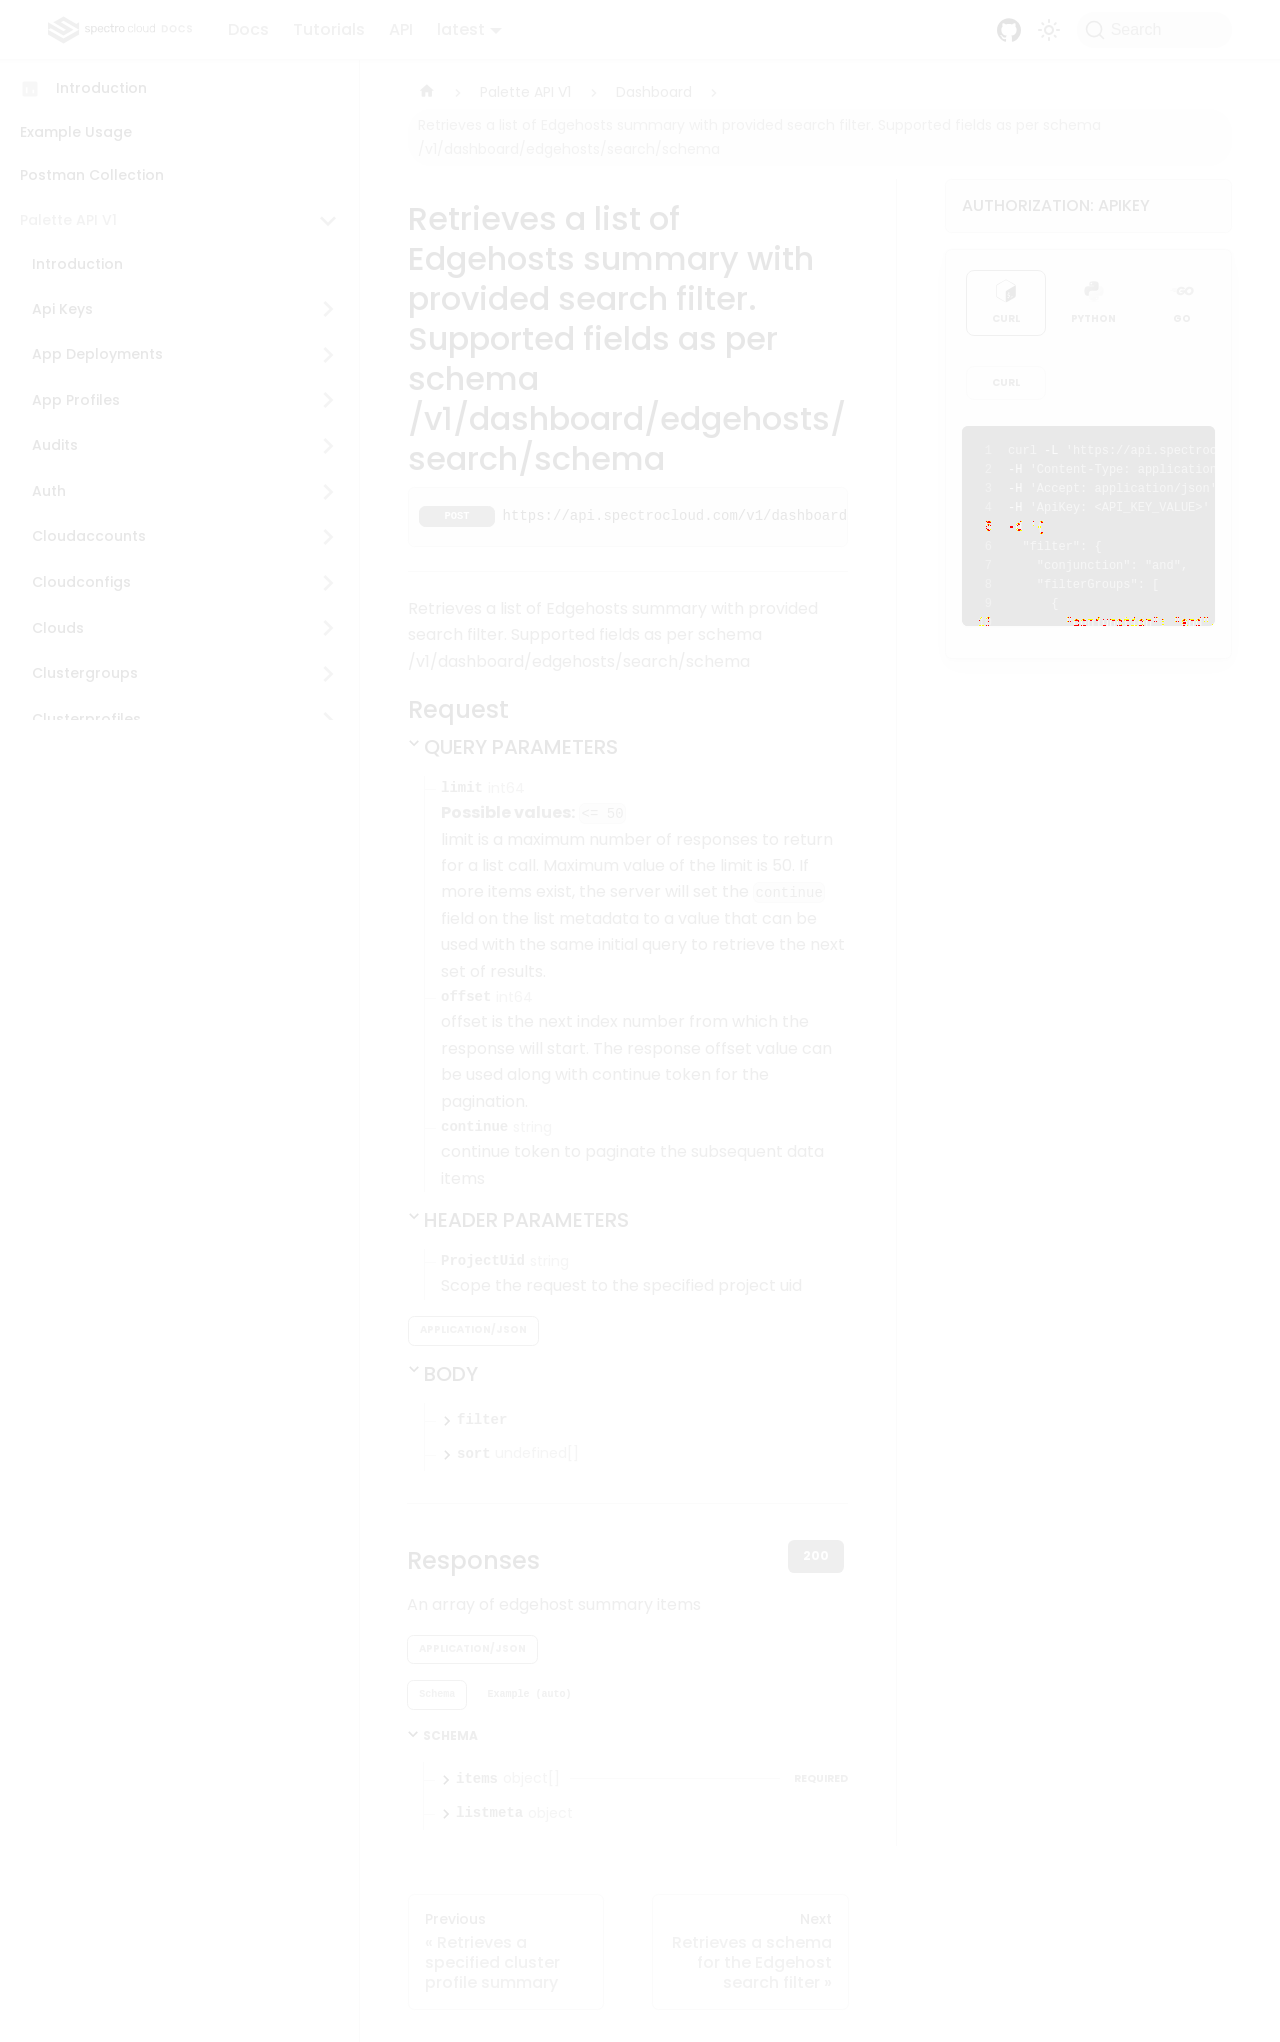 spectro cloud DOCS
Docs
Tutorials
API
latest
Search
Introduction
Example Usage
Postman Collection
Palette API V1
Introduction
Api Keys
App Deployments
App Profiles
Audits
Auth
Cloudaccounts
Cloudconfigs
Clouds
Clustergroups
Clusterprofiles
Palette API V1
Dashboard
Retrieves a list of Edgehosts summary with provided search filter. Supported fields as per schema
/v1/dashboard/edgehosts/search/schema
Retrieves a list of
Edgehosts summary with
provided search filter.
Supported fields as per
schema
/v1/dashboard/edgehosts/
search/schema
POST https://api.spectrocloud.com/v1/dashboard
Retrieves a list of Edgehosts summary with provided
search filter. Supported fields as per schema
/v1/dashboard/edgehosts/search/schema
Request
QUERY PARAMETERS
limit int64
Possible values: <= 50
limit is a maximum number of responses to return
for a list call. Maximum value of the limit is 50. If
more items exist, the server will set the continue
field on the list metadata to a value that can be
used with the same initial query to retrieve the next
set of results.
offset int64
offset is the next index number from which the
response will start. The response offset value can
be used along with continue token for the
pagination.
continue string
continue token to paginate the subsequent data
items
HEADER PARAMETERS
ProjectUid string
Scope the request to the specified project uid
APPLICATION/JSON
BODY
filter
sort undefined[]
Responses
200
An array of edgehost summary items
APPLICATION/JSON
Schema
Example (auto)
SCHEMA
items object[] REQUIRED
listmeta object
Previous
« Retrieves a
specified cluster
profile summary
Next
Retrieves a schema
for the Edgehost
search filter »
AUTHORIZATION: APIKEY
CURL
PYTHON
GO
CURL
1 curl -L 'https://api.spectroc
2 -H 'Content-Type: application
3 -H 'Accept: application/json'
4 -H 'ApiKey: <API_KEY_VALUE>'
6 "filter": {
7 "conjunction": "and",
8 "filterGroups": [
9 {